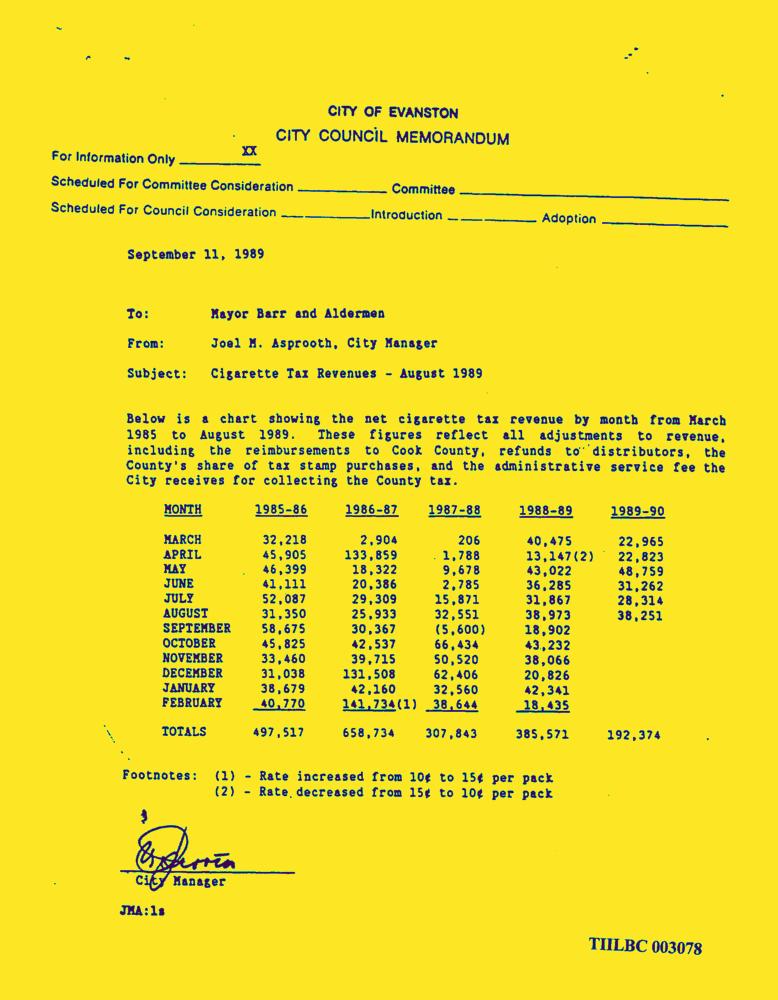 CITY OF EVANSTON
CITY COUNCIL MEMORANDUM
For Information Only XX
Scheduled For Committee Consideration Committee
Scheduled For Council Consideration Introduction Adoption
September 11, 1989
To: Mayor Barr and Aldermen
From: Joel M. Asprooth, City Manager
Subject: Cigarette Tax Revenues - August 1989
Below is a chart showing the net cigarette tax revenue by month from March
1985 to August 1989. These figures reflect all adjustments to revenue,
including the reimbursements to Cook County, refunds to distributors, the
County's share of tax stamp purchases, and the administrative service fee the
City receives for collecting the County tax.
MONTH 1985-86 1986-87 1987-88 1988-89 1989-90
MARCH 32,218 2,904 206 40,475 22,965
APRIL 45,905 133,859 1,788 13,147(2) 22,823
MAY 46,399 18,322 9,678 43,022 48,759
JUNE 41,111 20,386 2,785 36,285 31,262
JULY 52,087 29,309 15,871 31,867 28,314
AUGUST 31,350 25,933 32,551 38,973 38,251
SEPTEMBER 58,675 30,367 (5,600) 18,902
OCTOBER 45,825 42,537 66,434 43,232
NOVEMBER 33,460 39,715 50,520 38,066
DECEMBER 31,038 131,508 62,406 20,826
JANUARY 38,679 42,160 32,560 42,341
FEBRUARY 40,770 141,734(1) 38,644 18,435
TOTALS 497,517 658,734 307,843 385,571 192,374
Footnotes: (1) - Rate increased from 10¢ to 15¢ per pack
(2) - Rate decreased from 15¢ to 10¢ per pack
City Manager
JMA:ls
TIILBC 003078